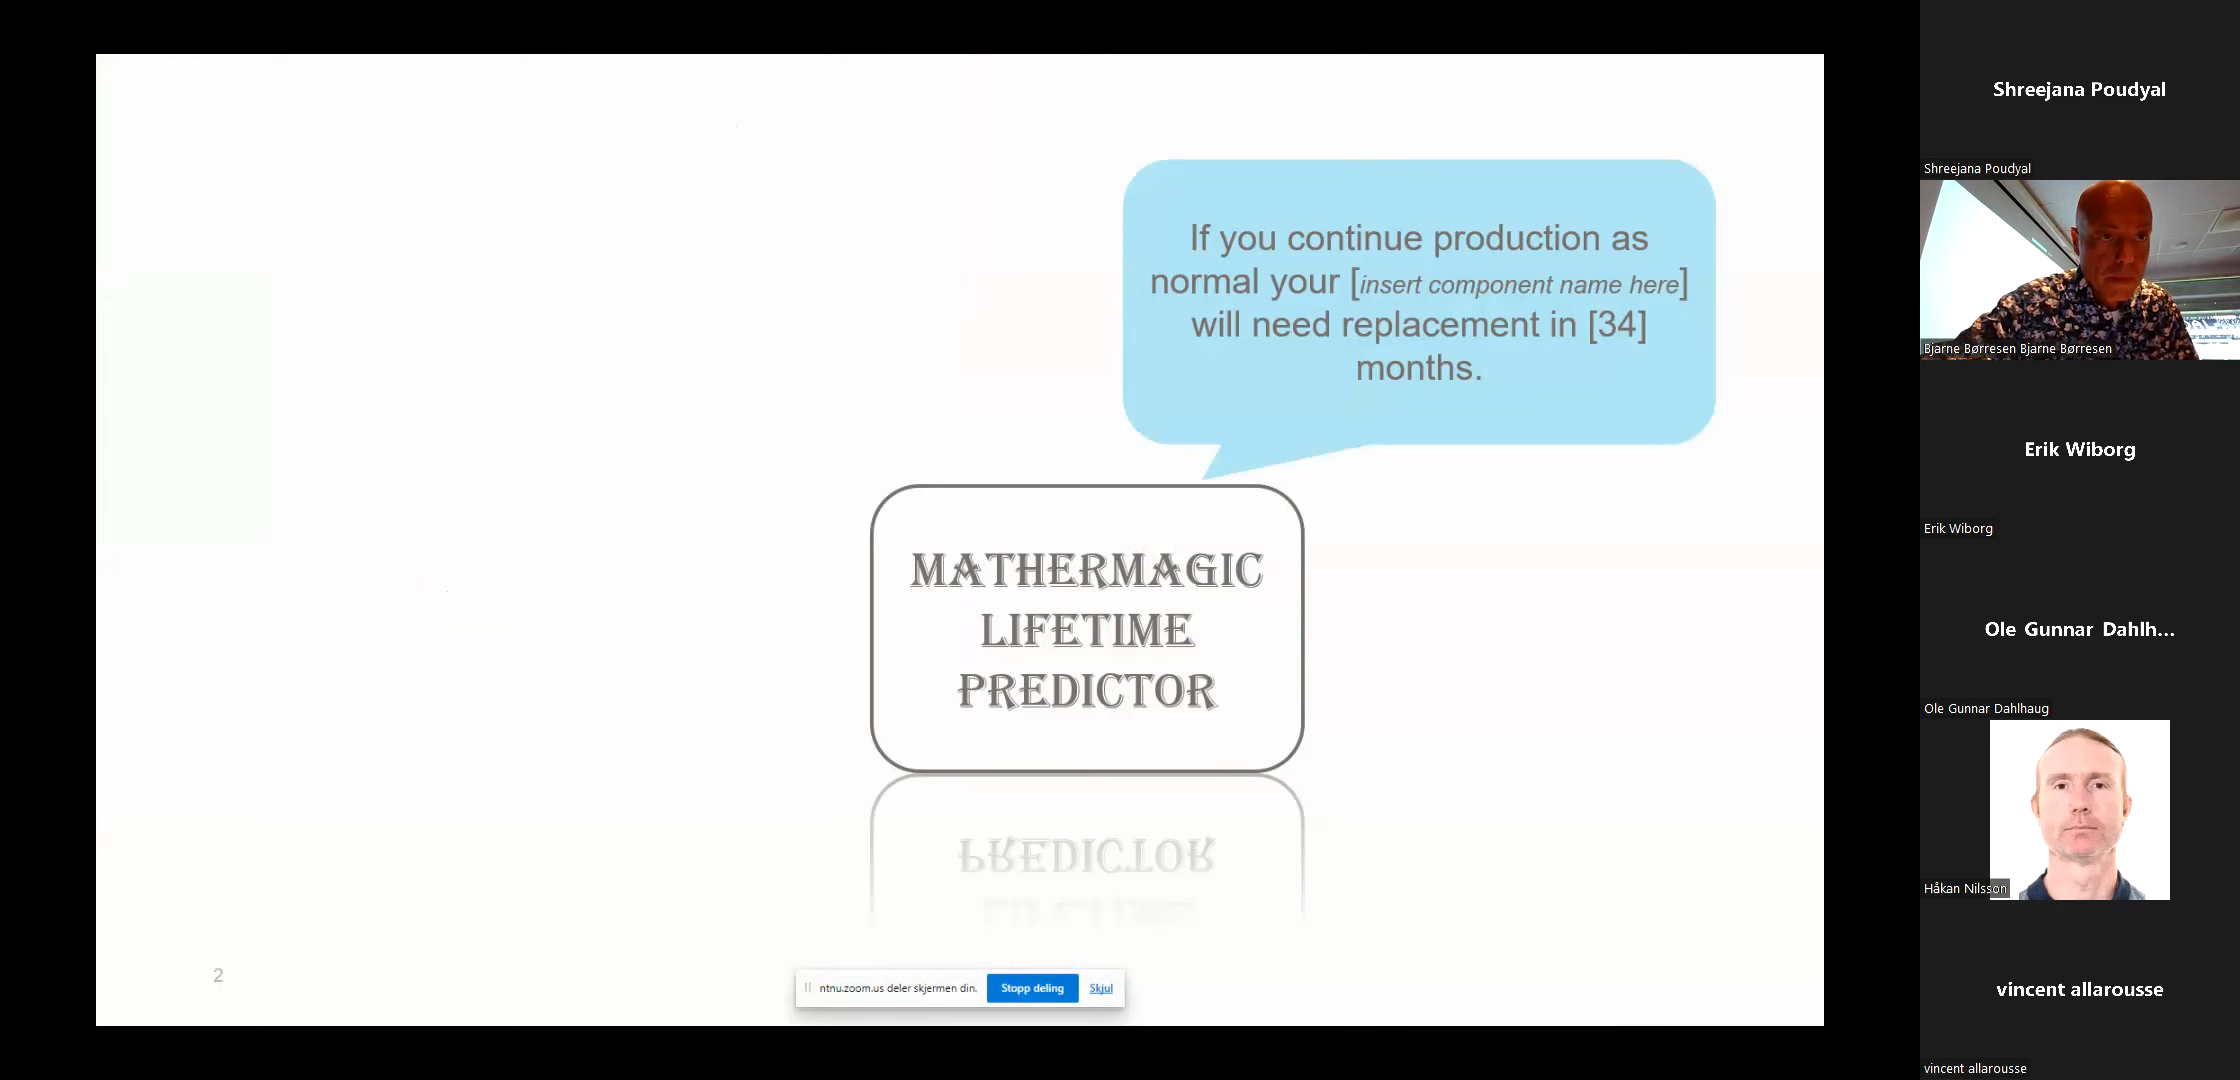 If you continue production as
normal your [insert component name here]
will need replacement in [34]
months.
MATHERMAGIC
LIFETIME
PREDICTOR
PREDICTOR
LIFETIME
2
ntnu.zoom.us deler skjermen din. Stopp deling Skjul
Shreejana Poudyal
Shreejana Poudyal
Bjarne Børresen Bjarne Børresen
Erik Wiborg
Erik Wiborg
Ole Gunnar Dahlh...
Ole Gunnar Dahlhaug
Håkan Nilsson
vincent allarousse
vincent allarousse